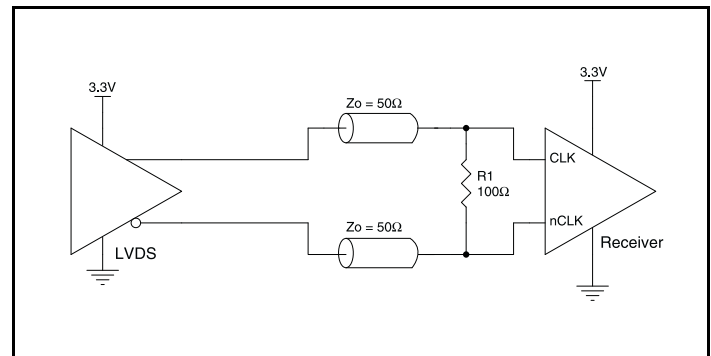 3.3V
3.3V
Zo = 50Ω
CLK
R1
100Ω
nCLK
Zo = 50Ω
Receiver
LVDS